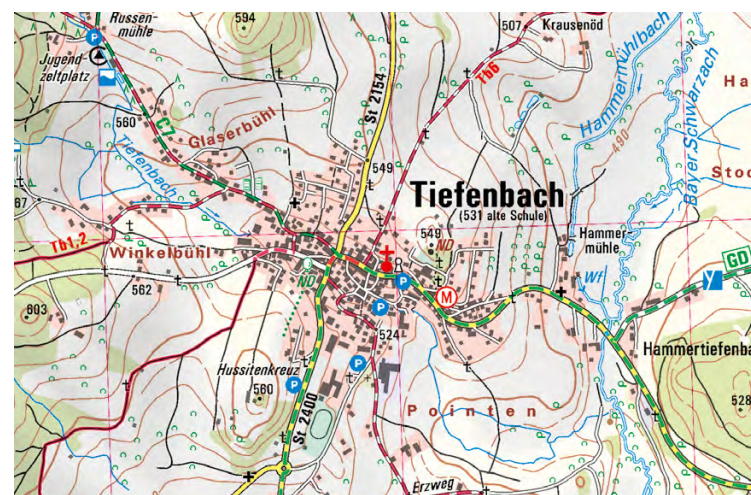 Russen-
mühle
594
507
Krausenöd
P
Jugend-
zeltplatz
Tb6
St 2154
Hammermühlbach
Bayer. Schwarzach
Ha
560
C7
Glaserbühl
490
Tiefenbach
549
Stoc
Tiefenbach
(531 alte Schule)
67
549
ND
Hammer-
mühle
Tb1,2
Winkelbühl
GD
562
ND
P
M
Wf
603
P
524
Hammertiefenba
Hussitenkreuz
P
560
P
St 2400
Pointen
528
Erzweg